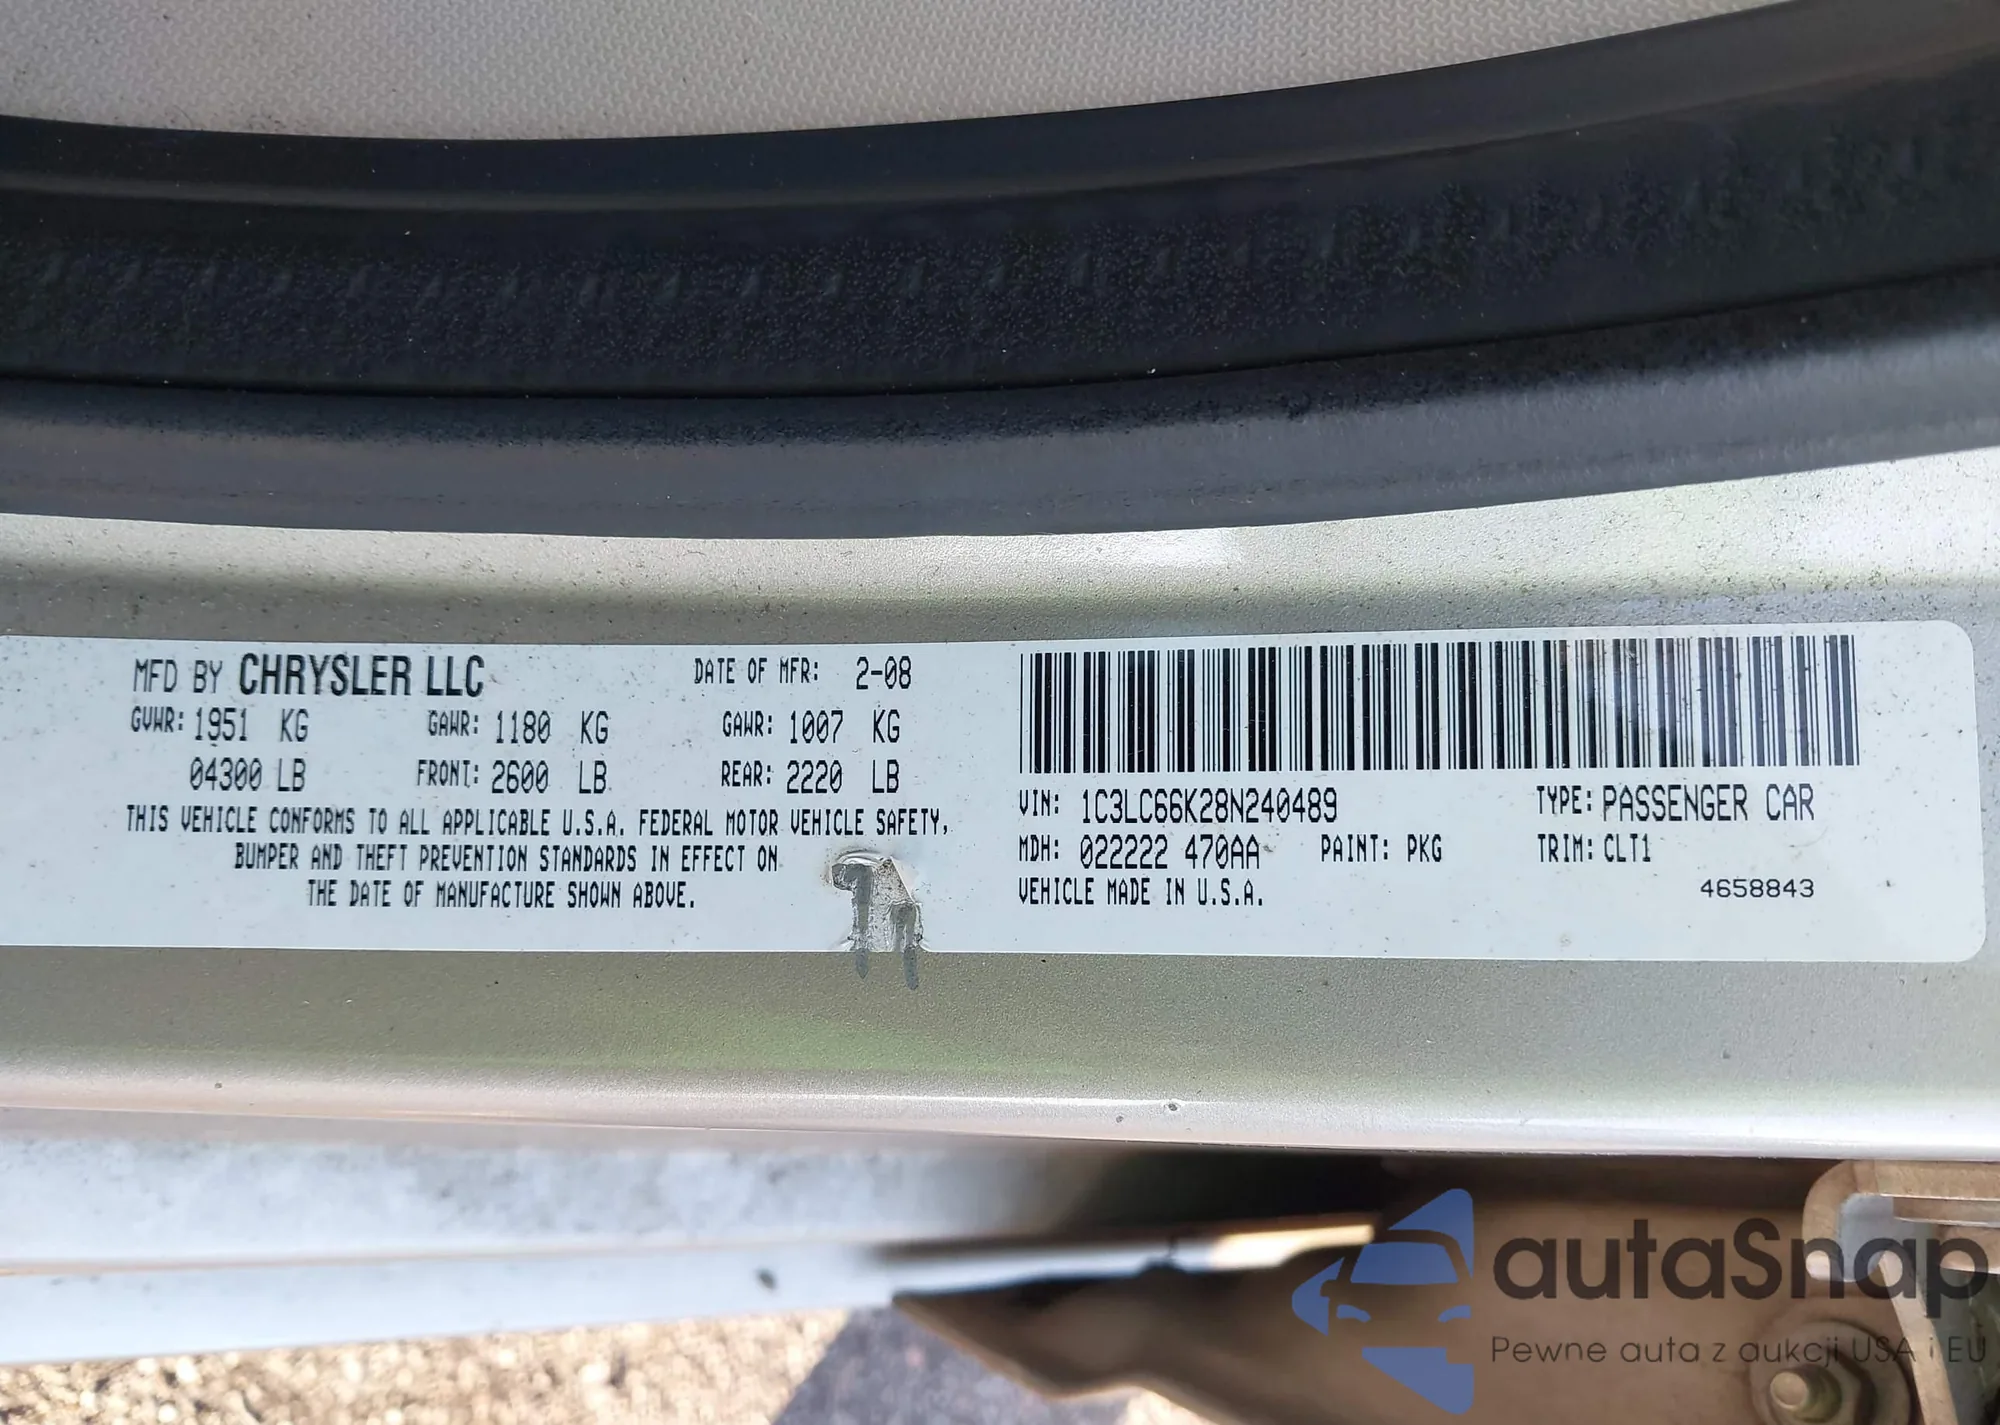 MFD BY CHRYSLER LLC DATE OF MFR: 2-08
GVWR: 1951 KG GAWR: 1180 KG GAWR: 1007 KG
04300 LB FRONT: 2600 LB REAR: 2220 LB
THIS VEHICLE CONFORMS TO ALL APPLICABLE U.S.A. FEDERAL MOTOR VEHICLE SAFETY,
BUMPER AND THEFT PREVENTION STANDARDS IN EFFECT ON
THE DATE OF MANUFACTURE SHOWN ABOVE.
VIN: 1C3LC66K28N240489 TYPE: PASSENGER CAR
MDH: 022222 470AA PAINT: PKG TRIM: CLT1
VEHICLE MADE IN U.S.A. 4658843
autaSnap
Pewne auta z aukcji USA i EU